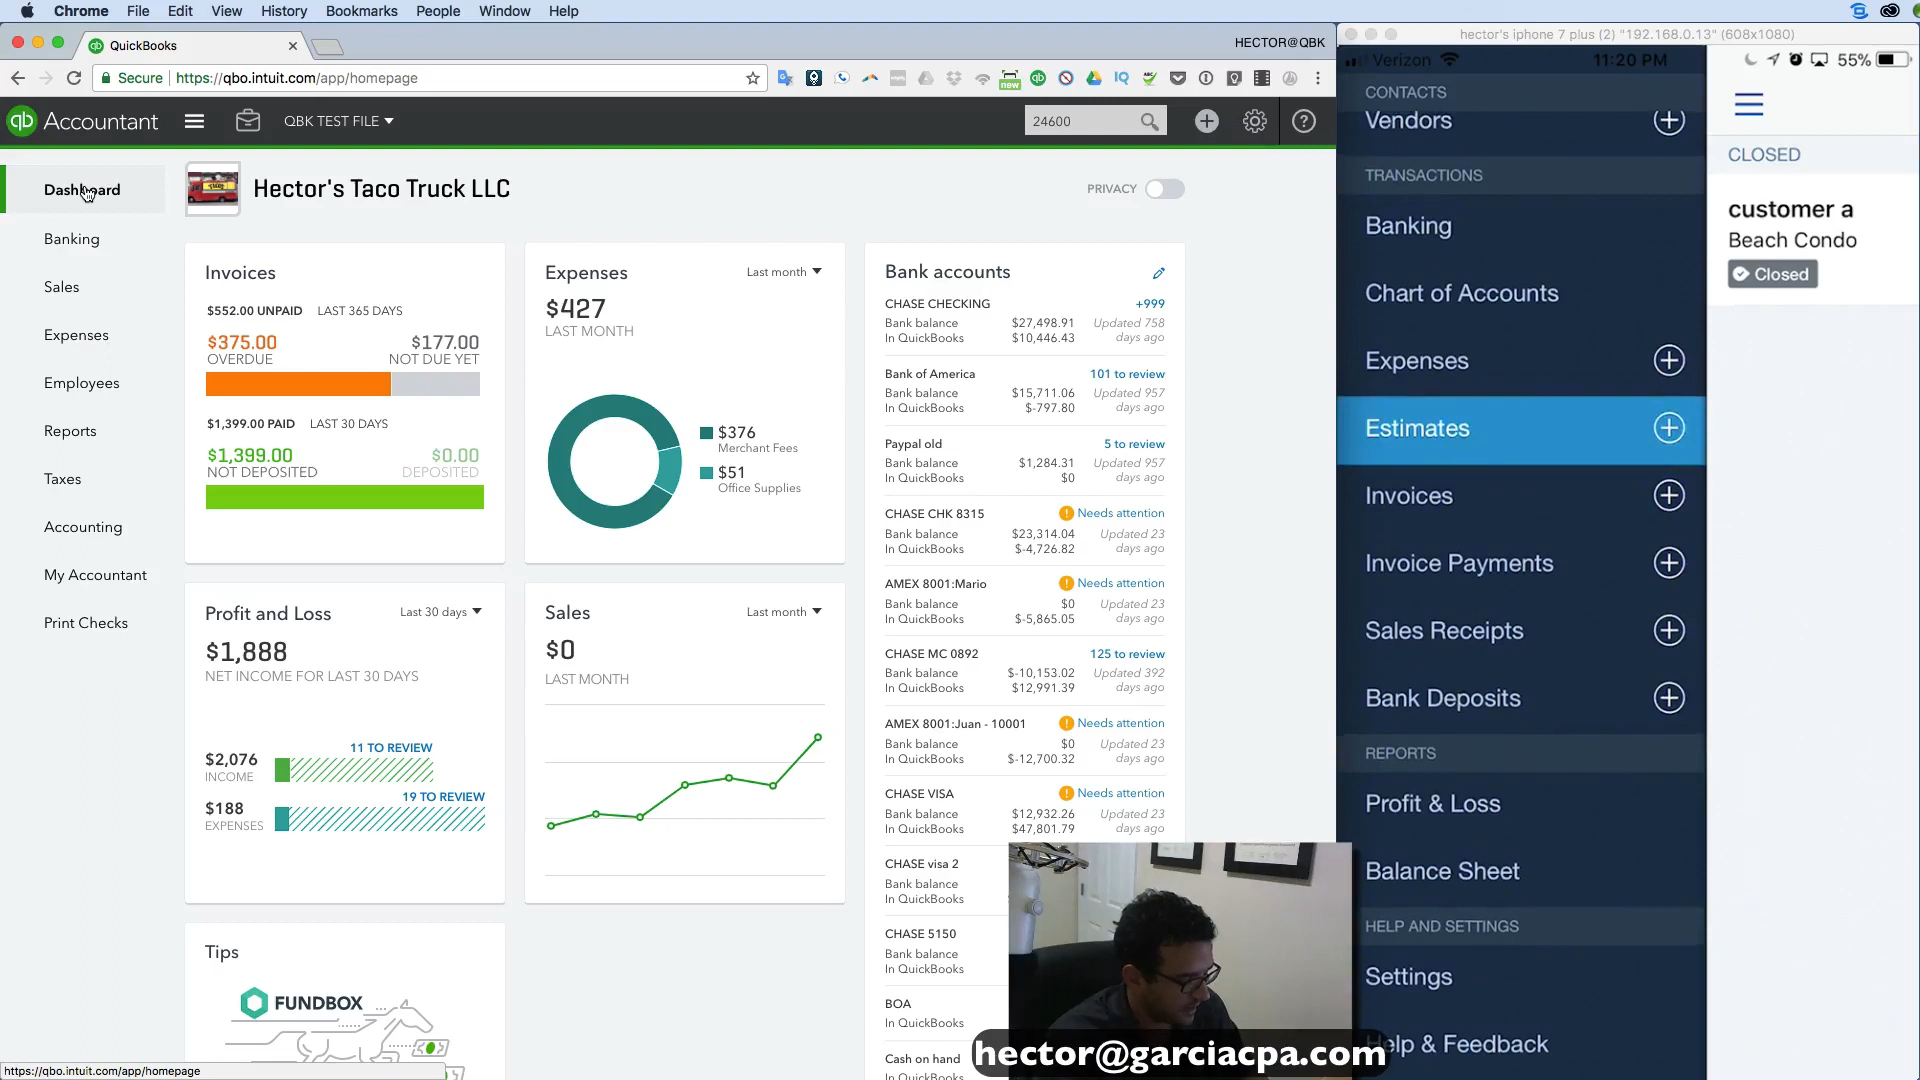 Chrome File Edit View History Bookmarks People Window Help
QuickBooks
HECTOR@QBK
Secure https://qbo.intuit.com/app/homepage
new
IQ
qb Accountant
QBK TEST FILE
24600
Dashboard
Banking
Sales
Expenses
Employees
Reports
Taxes
Accounting
My Accountant
Print Checks
Hector's Taco Truck LLC
PRIVACY
Invoices
$552.00 UNPAID LAST 365 DAYS
$375.00 $177.00
OVERDUE NOT DUE YET
$1,399.00 PAID LAST 30 DAYS
$1,399.00 $0.00
NOT DEPOSITED DEPOSITED
Expenses Last month
$427
LAST MONTH
$376
Merchant Fees
$51
Office Supplies
Profit and Loss Last 30 days
$1,888
NET INCOME FOR LAST 30 DAYS
11 TO REVIEW
$2,076
INCOME
19 TO REVIEW
$188
EXPENSES
Sales Last month
$0
LAST MONTH
Tips
FUNDBOX
Bank accounts
CHASE CHECKING +999
Bank balance $27,498.91 Updated 758
In QuickBooks $10,446.43 days ago
Bank of America 101 to review
Bank balance $15,711.06 Updated 957
In QuickBooks $-797.80 days ago
Paypal old 5 to review
Bank balance $1,284.31 Updated 957
In QuickBooks $0 days ago
CHASE CHK 8315 Needs attention
Bank balance $23,314.04 Updated 23
In QuickBooks $-4,726.82 days ago
AMEX 8001:Mario Needs attention
Bank balance $0 Updated 23
In QuickBooks $-5,865.05 days ago
CHASE MC 0892 125 to review
Bank balance $-10,153.02 Updated 392
In QuickBooks $12,991.39 days ago
AMEX 8001:Juan - 10001 Needs attention
Bank balance $0 Updated 23
In QuickBooks $-12,700.32 days ago
CHASE VISA Needs attention
Bank balance $12,932.26 Updated 23
In QuickBooks $47,801.79 days ago
CHASE visa 2
Bank balance
In QuickBooks
CHASE 5150
Bank balance
In QuickBooks
BOA
In QuickBooks
Cash on hand
In QuickBooks
https://qbo.intuit.com/app/homepage
hector@garciacpa.com
hector's iphone 7 plus (2) "192.168.0.13" (608x1080)
Verizon 11:20 PM 55%
CONTACTS
Vendors
TRANSACTIONS
Banking
Chart of Accounts
Expenses
Estimates
Invoices
Invoice Payments
Sales Receipts
Bank Deposits
REPORTS
Profit & Loss
Balance Sheet
HELP AND SETTINGS
Settings
Help & Feedback
CLOSED
customer a
Beach Condo
Closed